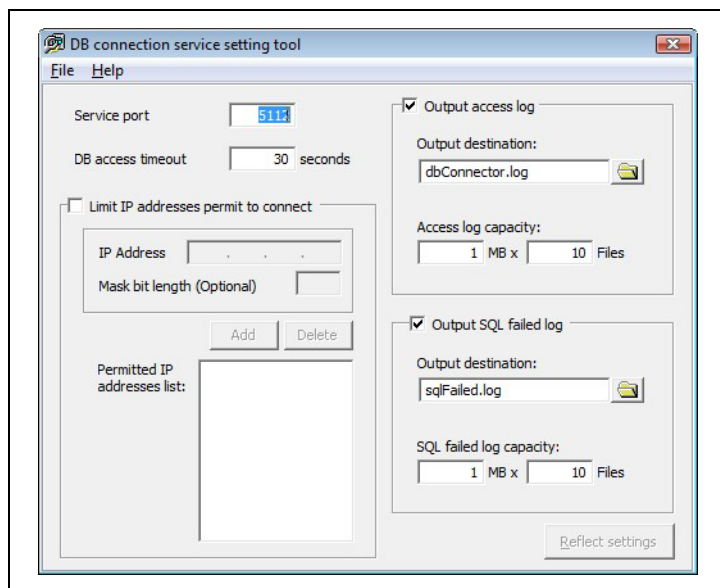 DB connection service setting tool
File Help
Service port 5112
DB access timeout 30 seconds
Limit IP addresses permit to connect
IP Address . . .
Mask bit length (Optional)
Add Delete
Permitted IP
addresses list:
Output access log
Output destination:
dbConnector.log
Access log capacity:
1 MB x 10 Files
Output SQL failed log
Output destination:
sqlFailed.log
SQL failed log capacity:
1 MB x 10 Files
Reflect settings